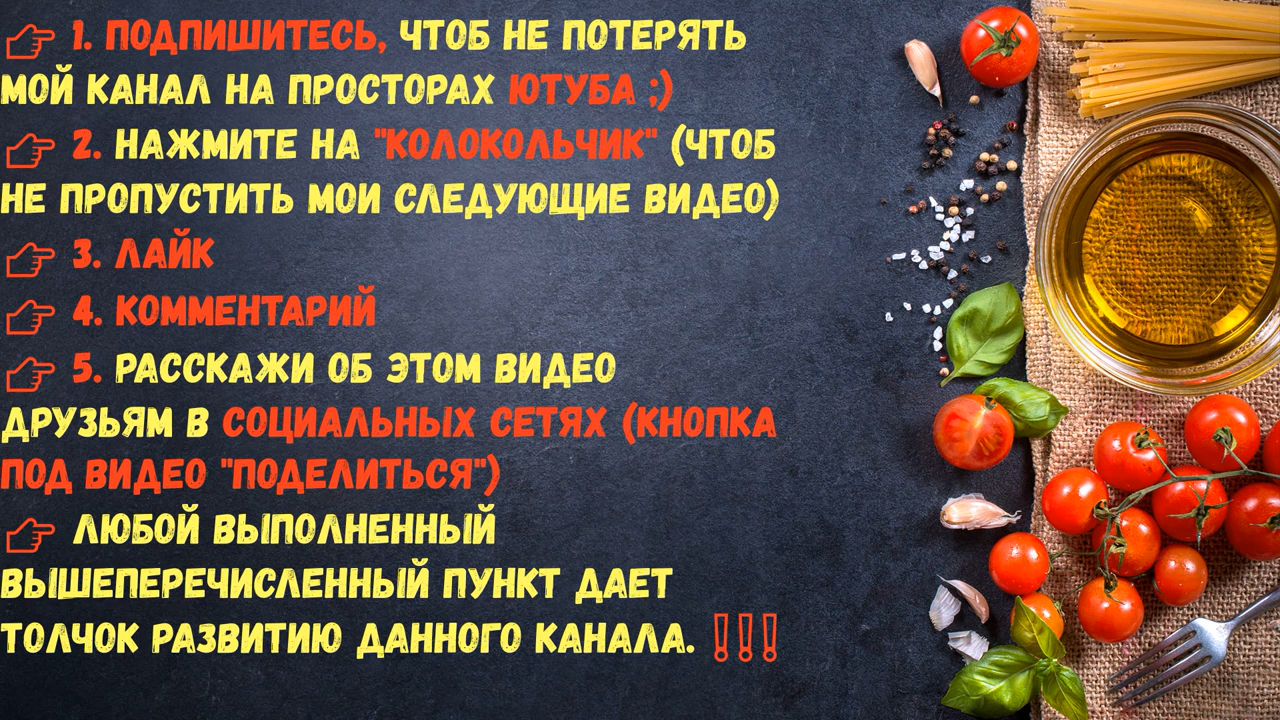 👉 1. ПОДПИШИТЕСЬ, ЧТОБ НЕ ПОТЕРЯТЬ
МОЙ КАНАЛ НА ПРОСТОРАХ ЮТУБА ;)
👉 2. НАЖМИТЕ НА "КОЛОКОЛЬЧИК" (ЧТОБ
НЕ ПРОПУСТИТЬ МОИ СЛЕДУЮЩИЕ ВИДЕО)
👉 3. ЛАЙК
👉 4. КОММЕНТАРИЙ
👉 5. РАССКАЖИ ОБ ЭТОМ ВИДЕО
ДРУЗЬЯМ В СОЦИАЛЬНЫХ СЕТЯХ (КНОПКА
ПОД ВИДЕО "ПОДЕЛИТЬСЯ")
👉 ЛЮБОЙ ВЫПОЛНЕННЫЙ
ВЫШЕПЕРЕЧИСЛЕННЫЙ ПУНКТ ДАЕТ
ТОЛЧОК РАЗВИТИЮ ДАННОГО КАНАЛА. ❗❗❗